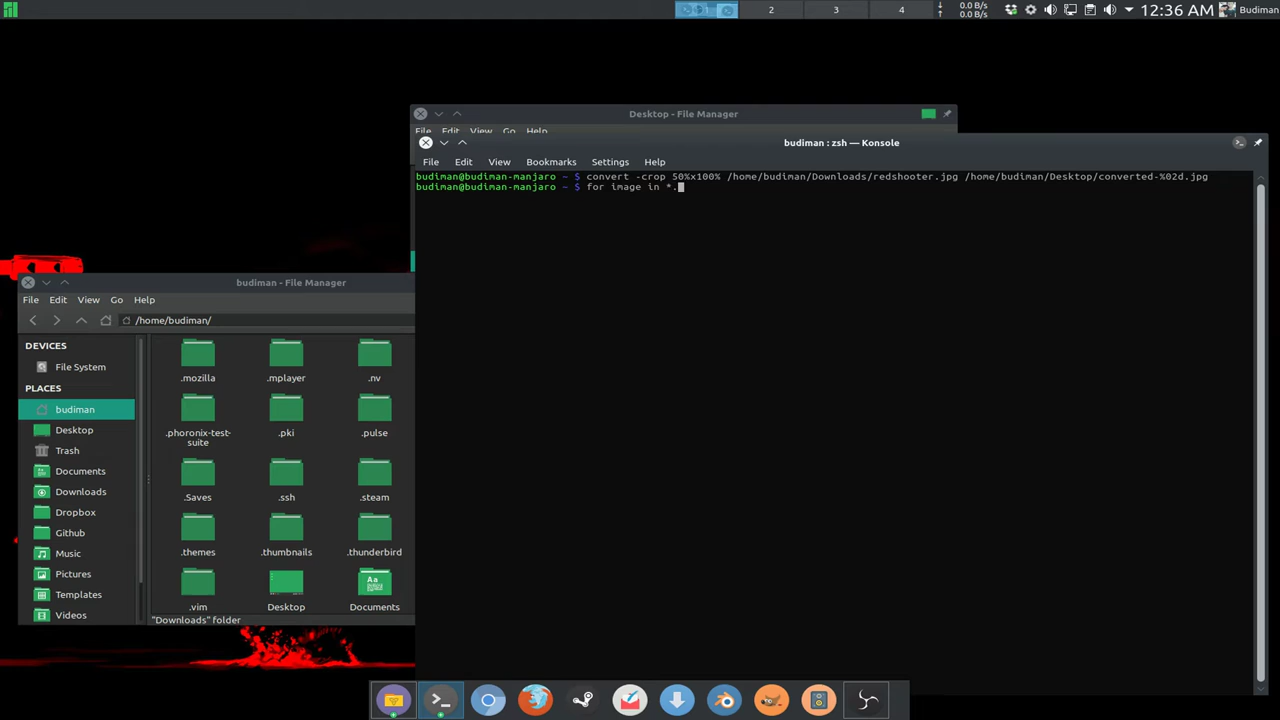 2
3
4
0.0 B/s
0.0 B/s
12:36 AM
Budiman
Desktop - File Manager
File Edit View Go Help
budiman : zsh — Konsole
File Edit View Bookmarks Settings Help
budiman@budiman-manjaro ~ $ convert -crop 50%x100% /home/budiman/Downloads/redshooter.jpg /home/budiman/Desktop/converted-%02d.jpg
budiman@budiman-manjaro ~ $ for image in *.
budiman - File Manager
File Edit View Go Help
/home/budiman/
DEVICES
File System
PLACES
budiman
Desktop
Trash
Documents
Downloads
Dropbox
Github
Music
Pictures
Templates
Videos
.mozilla
.mplayer
.nv
.phoronix-test-
suite
.pki
.pulse
.Saves
.ssh
.steam
.themes
.thumbnails
.thunderbird
.vim
Desktop
Documents
"Downloads" folder